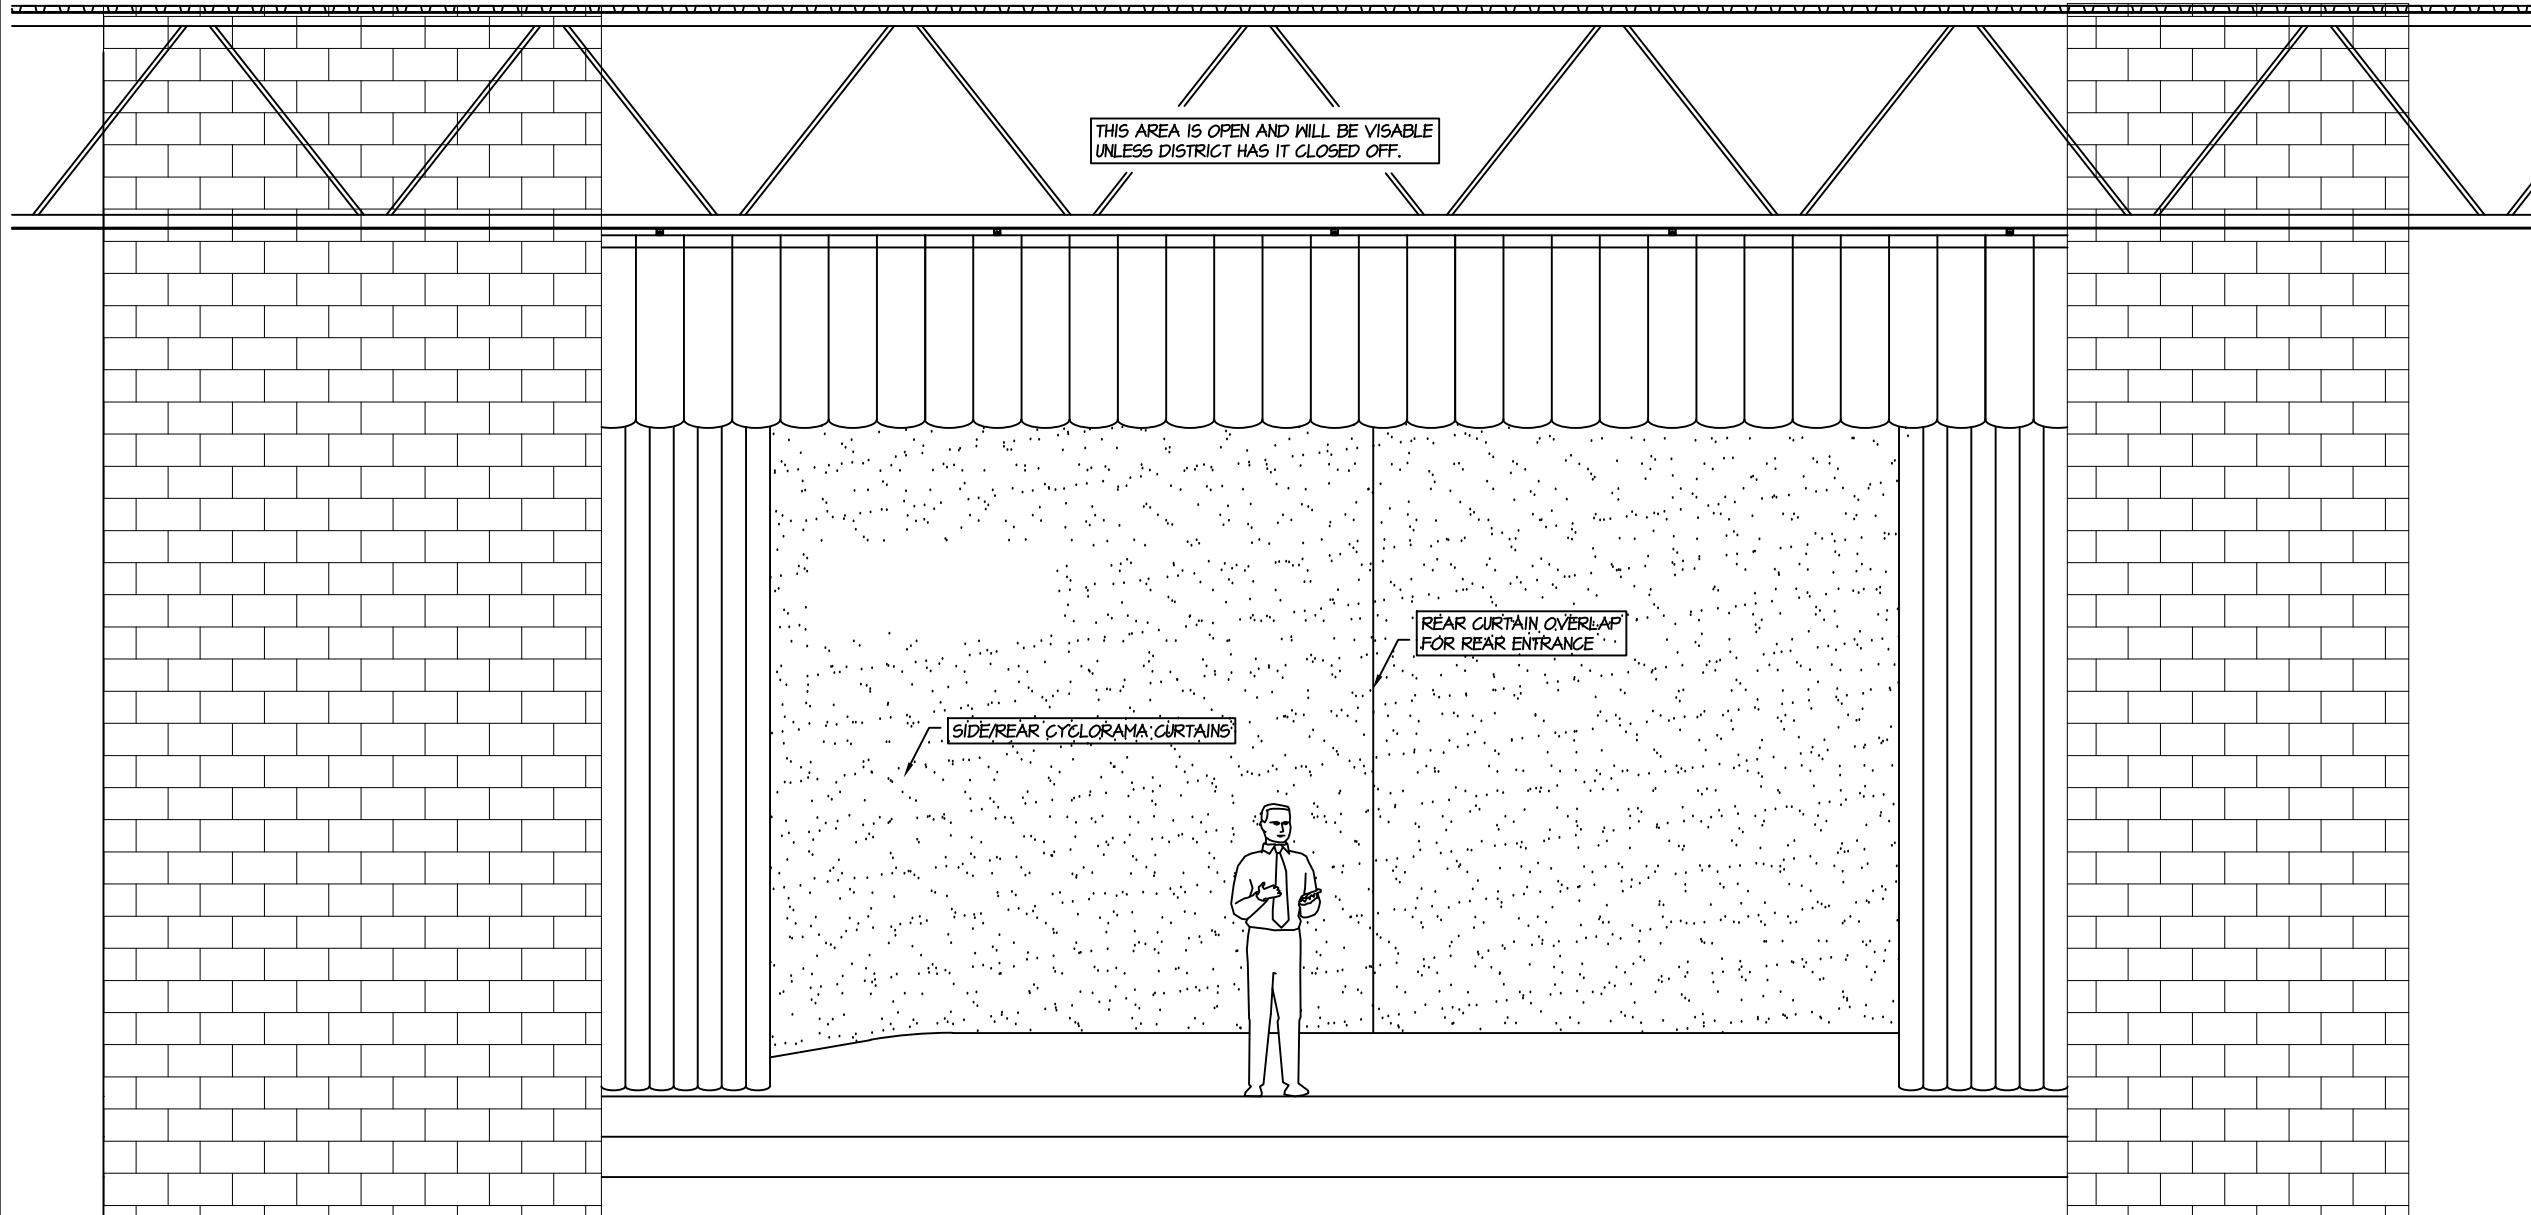 THIS AREA IS OPEN AND WILL BE VISABLE
UNLESS DISTRICT HAS IT CLOSED OFF.
REAR CURTAIN OVERLAP
FOR REAR ENTRANCE
SIDE/REAR CYCLORAMA CURTAINS